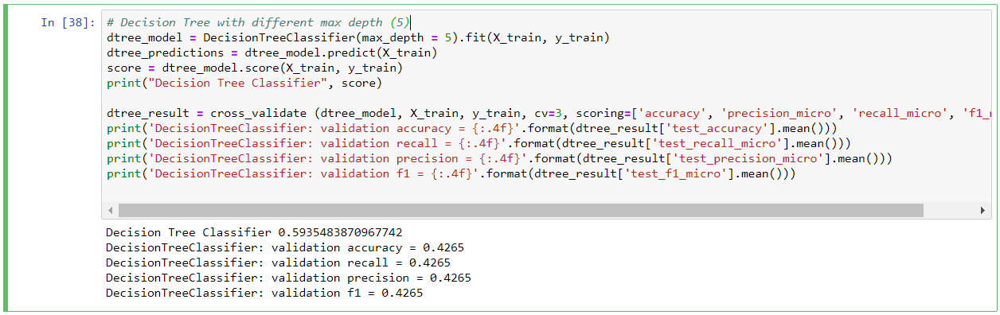 In [38]:
# Decision Tree with different max depth (5)
dtree_model = DecisionTreeClassifier(max_depth = 5).fit(X_train, y_train)
dtree_predictions = dtree_model.predict(X_train)
score = dtree_model.score(X_train, y_train)
print("Decision Tree Classifier", score)
dtree_result = cross_validate (dtree_model, X_train, y_train, cv=3, scoring=['accuracy', 'precision_micro', 'recall_micro', 'f1_
print('DecisionTreeClassifier: validation accuracy = {:.4f}'.format(dtree_result['test_accuracy'].mean()))
print('DecisionTreeClassifier: validation recall = {:.4f}'.format(dtree_result['test_recall_micro'].mean()))
print('DecisionTreeClassifier: validation precision = {:.4f}'.format(dtree_result['test_precision_micro'].mean()))
print('DecisionTreeClassifier: validation f1 = {:.4f}'.format(dtree_result['test_f1_micro'].mean()))
Decision Tree Classifier 0.5935483870967742
DecisionTreeClassifier: validation accuracy = 0.4265
DecisionTreeClassifier: validation recall = 0.4265
DecisionTreeClassifier: validation precision = 0.4265
DecisionTreeClassifier: validation f1 = 0.4265